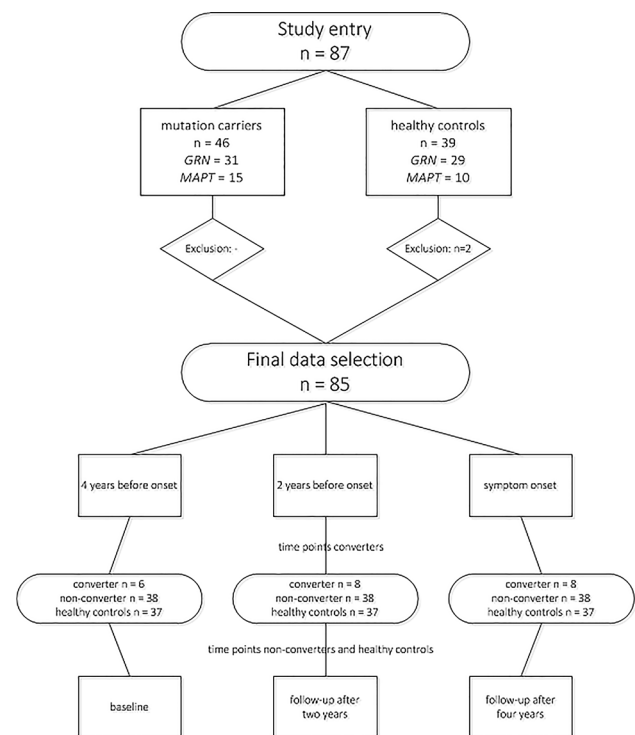 Study entry
n = 87
mutation carriers
n = 46
GRN = 31
MAPT = 15
healthy controls
n = 39
GRN = 29
MAPT = 10
Exclusion: -
Exclusion: n=2
Final data selection
n = 85
4 years before onset
2 years before onset
symptom onset
time points converters
converter n = 6
non-converter n = 38
healthy controls n = 37
converter n = 8
non-converter n = 38
healthy controls n = 37
converter n = 8
non-converter n = 38
healthy controls n = 37
time points non-converters and healthy controls
baseline
follow-up after
two years
follow-up after
four years